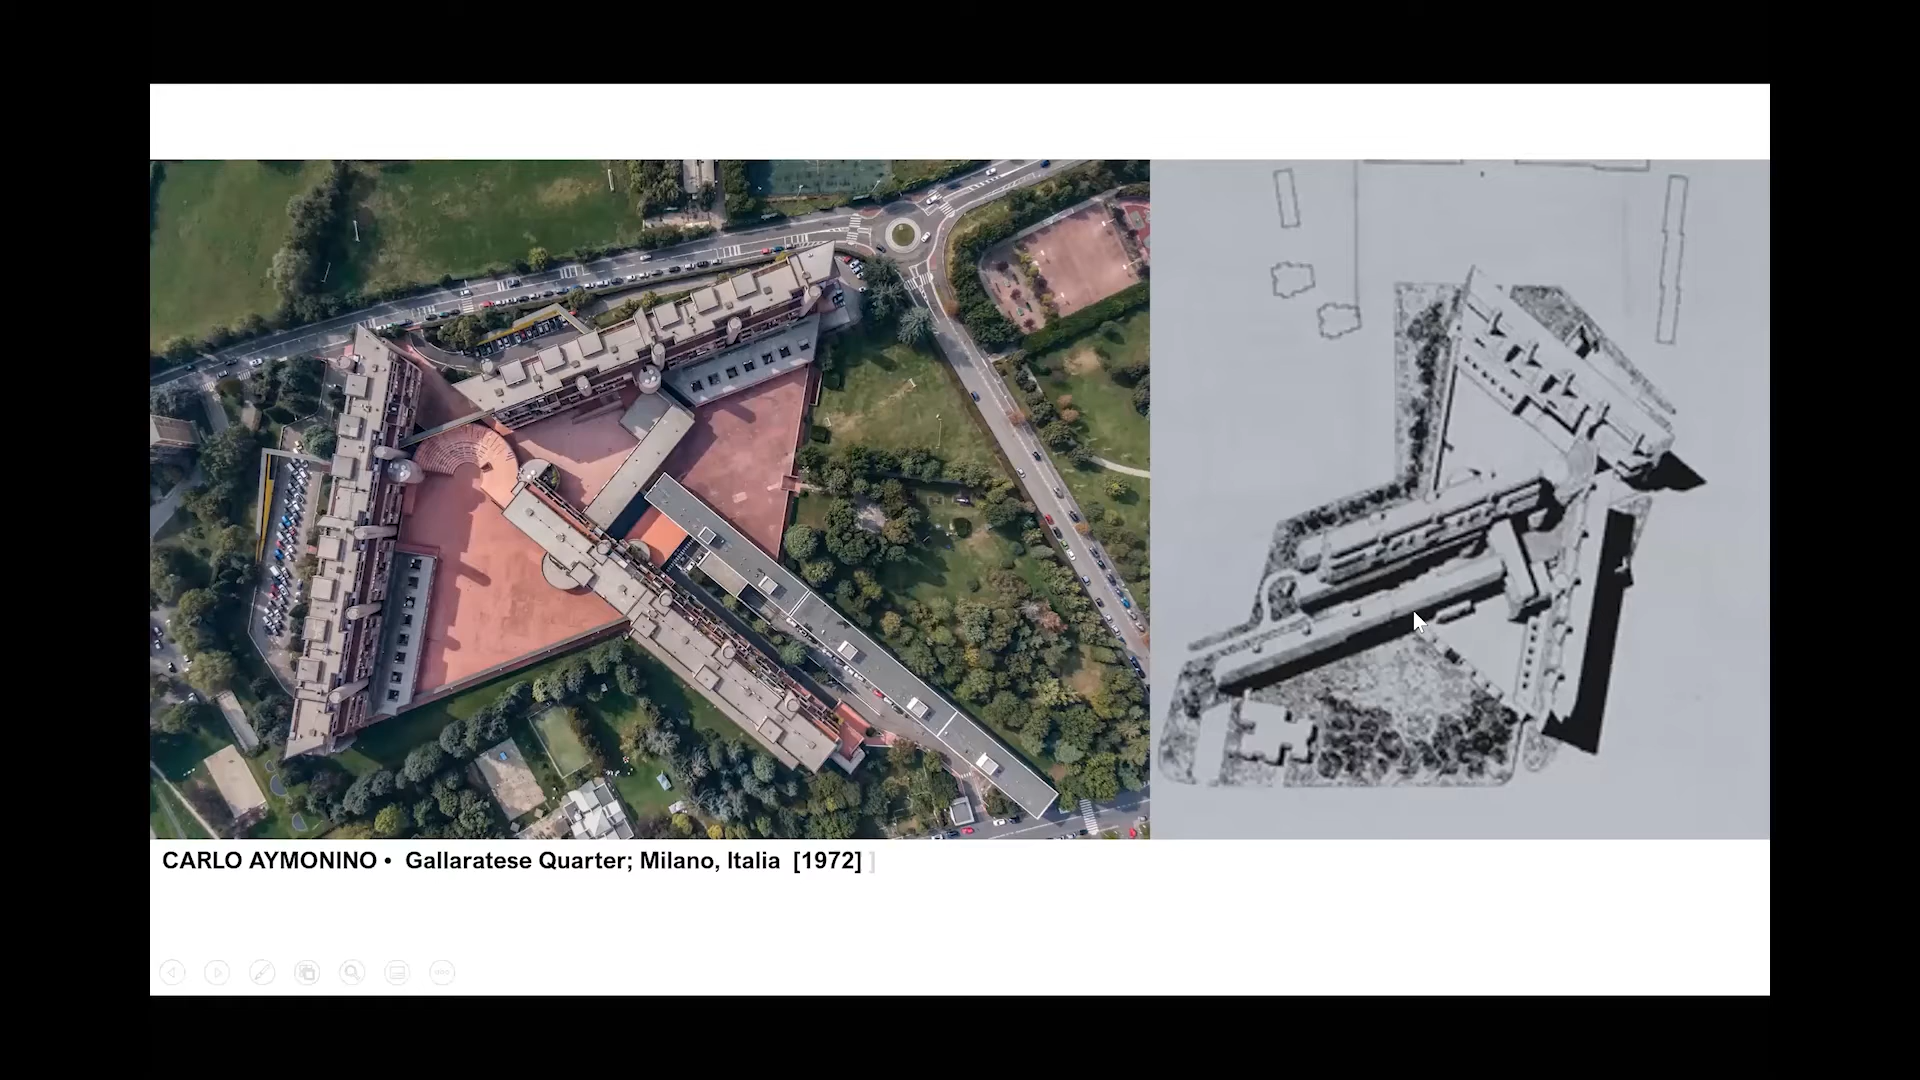 CARLO AYMONINO • Gallaratese Quarter; Milano, Italia [1972] ]